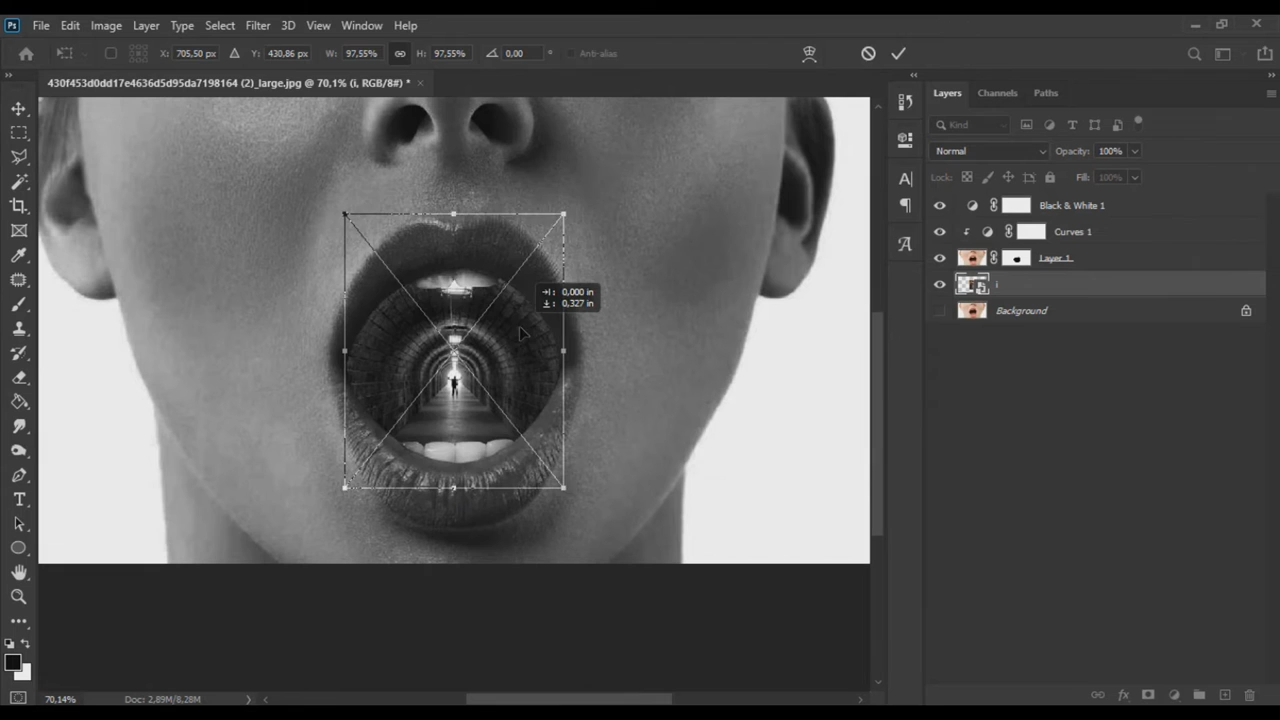 Ps File Edit Image Layer Type Select Filter 3D View Window Help
X: 705,50 px Y: 430,86 px W: 97,55% H: 97,55% 0,00 ° Anti-alias
430f453d0dd17e4636d5d95da7198164 (2)_large.jpg @ 70,1% (i, RGB/8#) * ×
Layers Channels Paths
Kind
Normal Opacity: 100%
Lock: Fill: 100%
Black & White 1
Curves 1
Layer 1
i
Background
0,000 in
0,327 in
70,14% Doc: 2,89M/8,28M